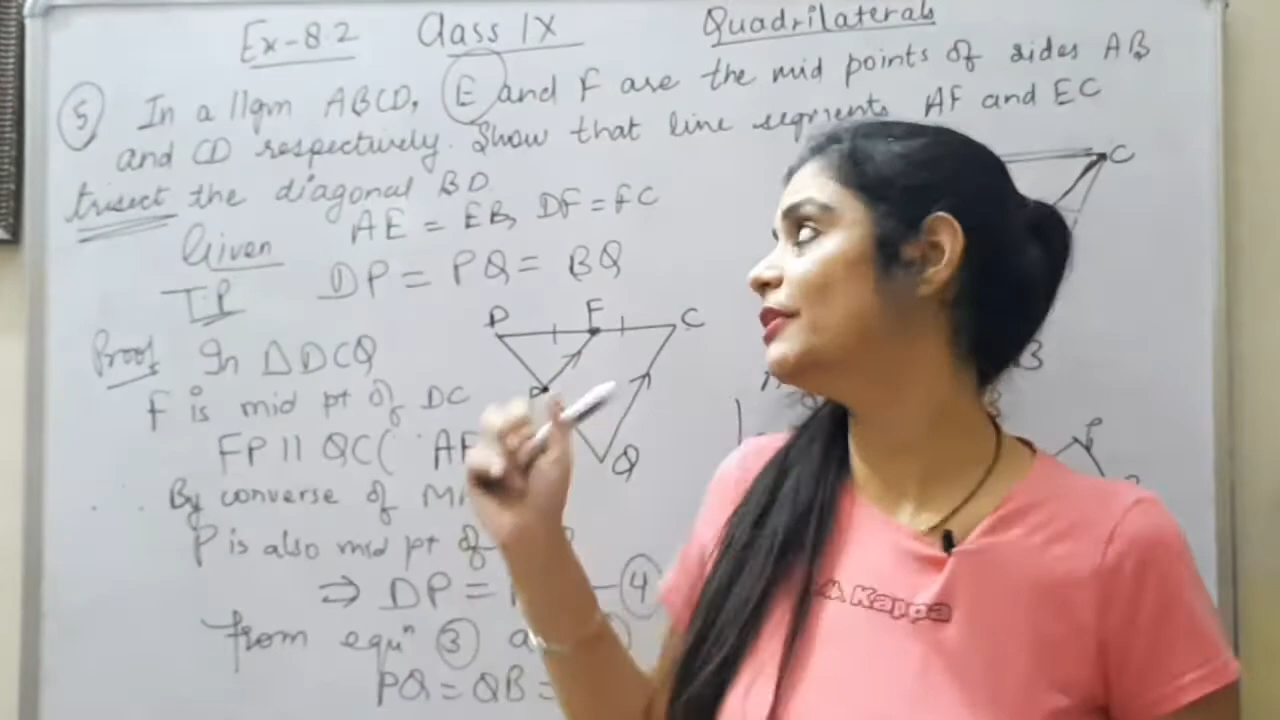 Ex-8.2 Class IX Quadrilaterals
5 In a llgm ABCD, E and F are the mid points of sides AB
and CD respectively. Show that line segments AF and EC
trisect the diagonal BD
Given AE = EB, DF = FC
T.P DP = PQ = BQ
D F C
Proof In △DCQ
F is mid pt of DC
FP ll QC (∵ AF
Q
By converse of
P is also mid pt of
⇒ DP = — 4
from equⁿ 3
PQ = QB =
C
B
P
Kappa